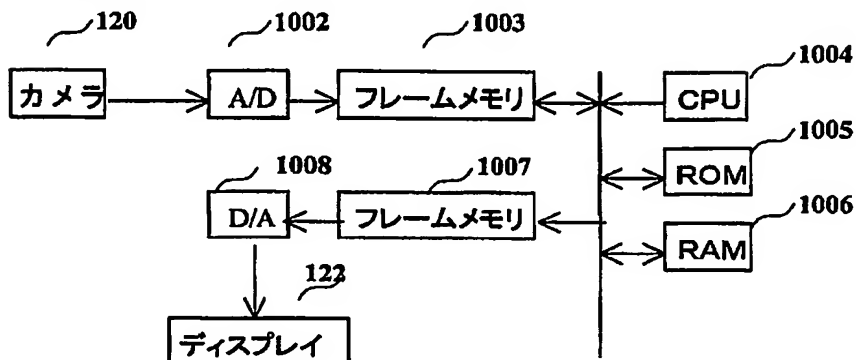 120
1002
1003
1004
カメラ
A/D
フレームメモリ
CPU
1005
ROM
1008
1007
1006
D/A
フレームメモリ
RAM
122
ディスプレイ